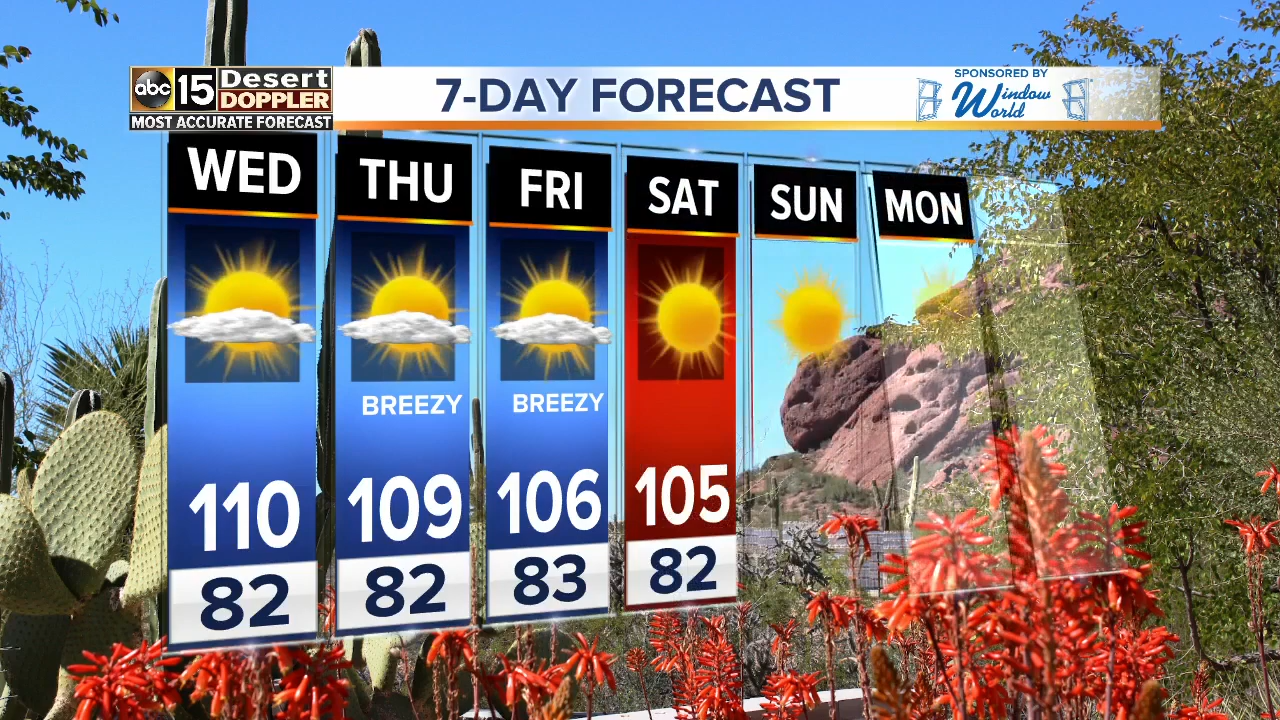 abc 15 Desert DOPPLER
MOST ACCURATE FORECAST
7-DAY FORECAST
SPONSORED BY
Window World
WED THU FRI SAT SUN MON
BREEZY BREEZY
110 109 106 105
82 82 83 82